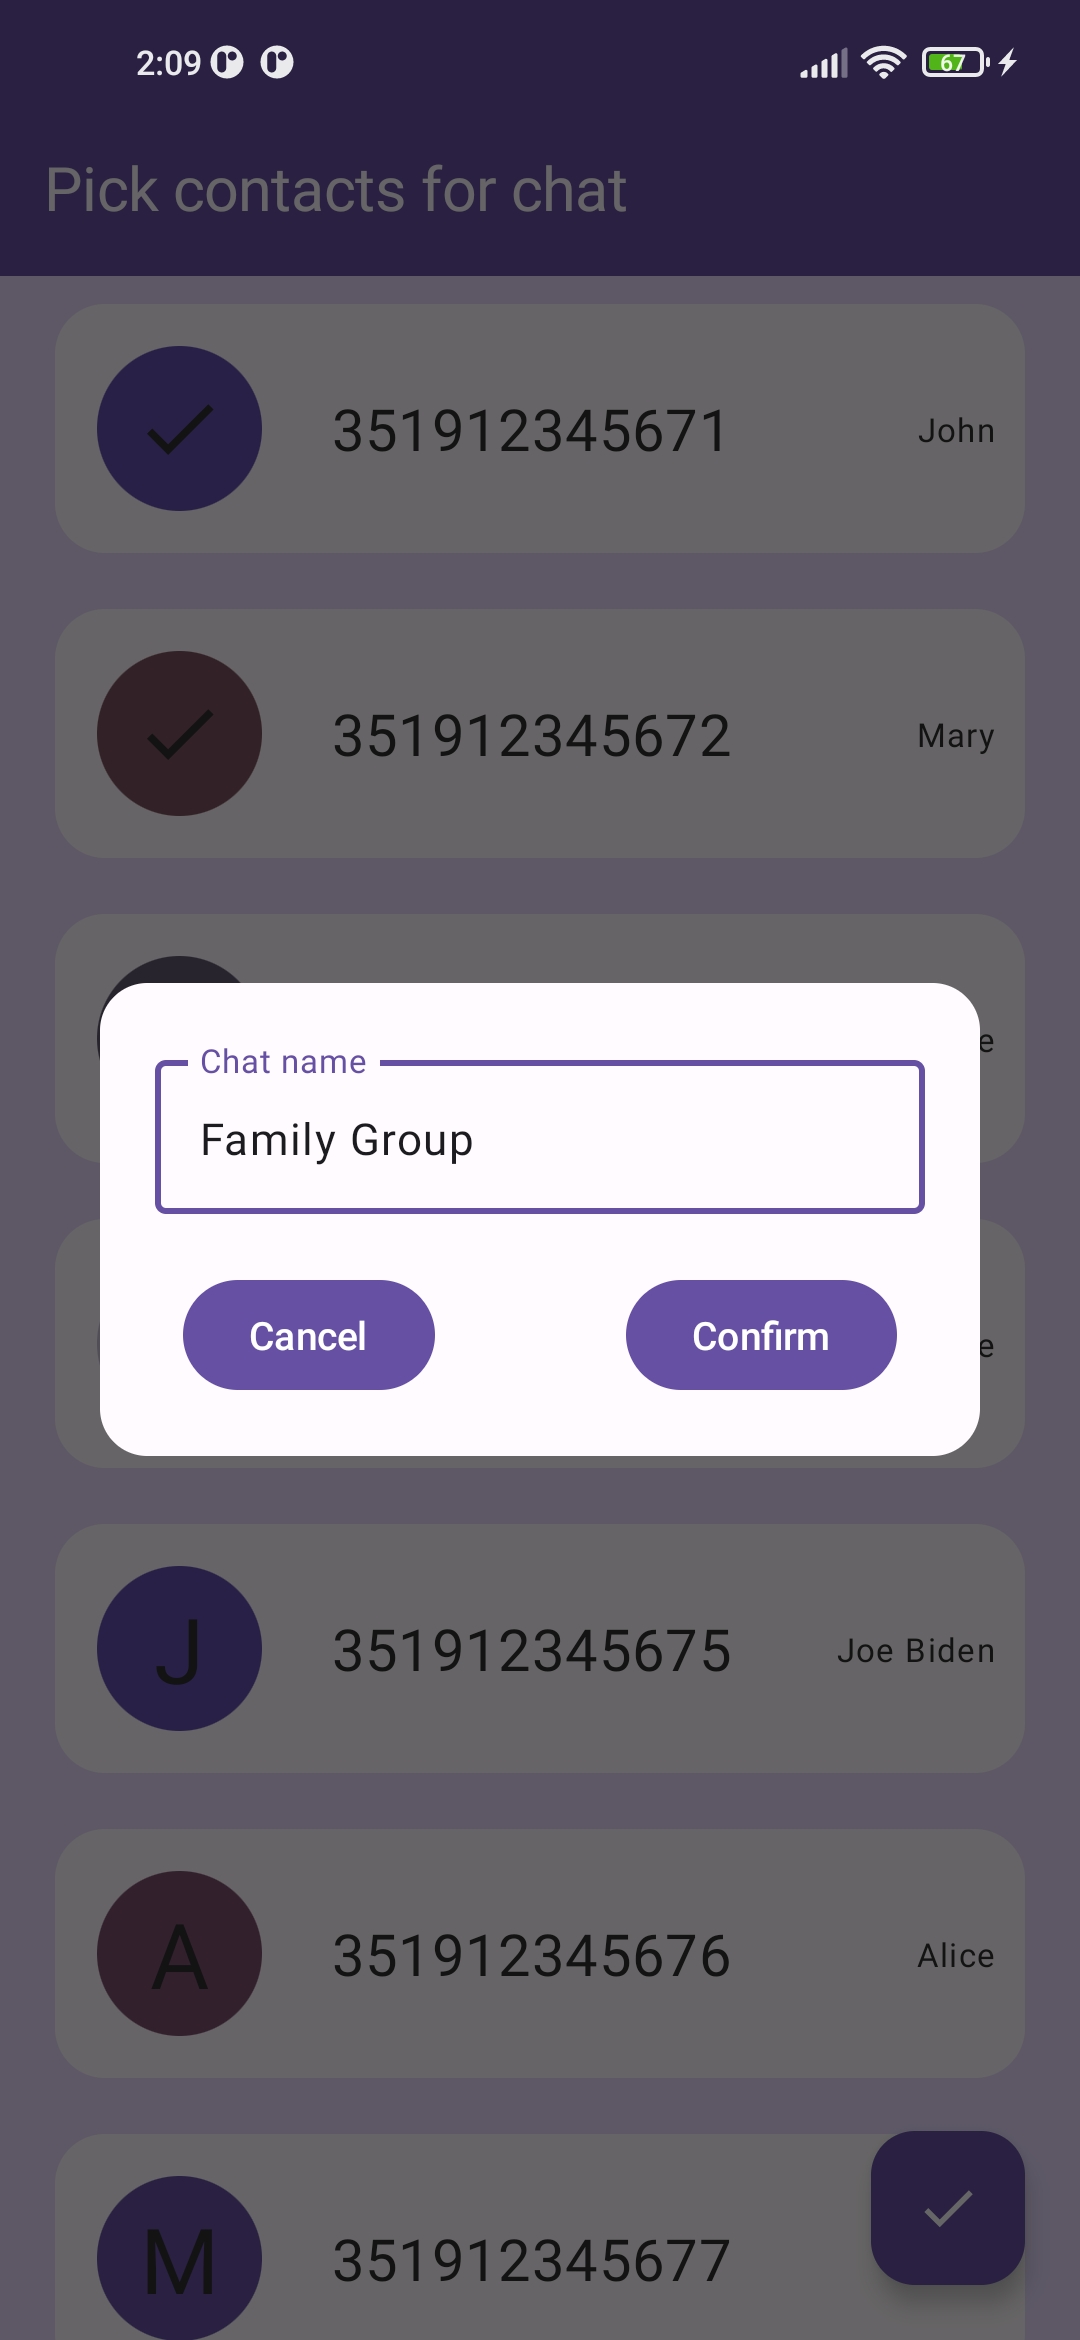 2:09
67
Pick contacts for chat
351912345671 John
351912345672 Mary
e
Chat name
Family Group
Cancel Confirm
e
J 351912345675 Joe Biden
A 351912345676 Alice
M 351912345677